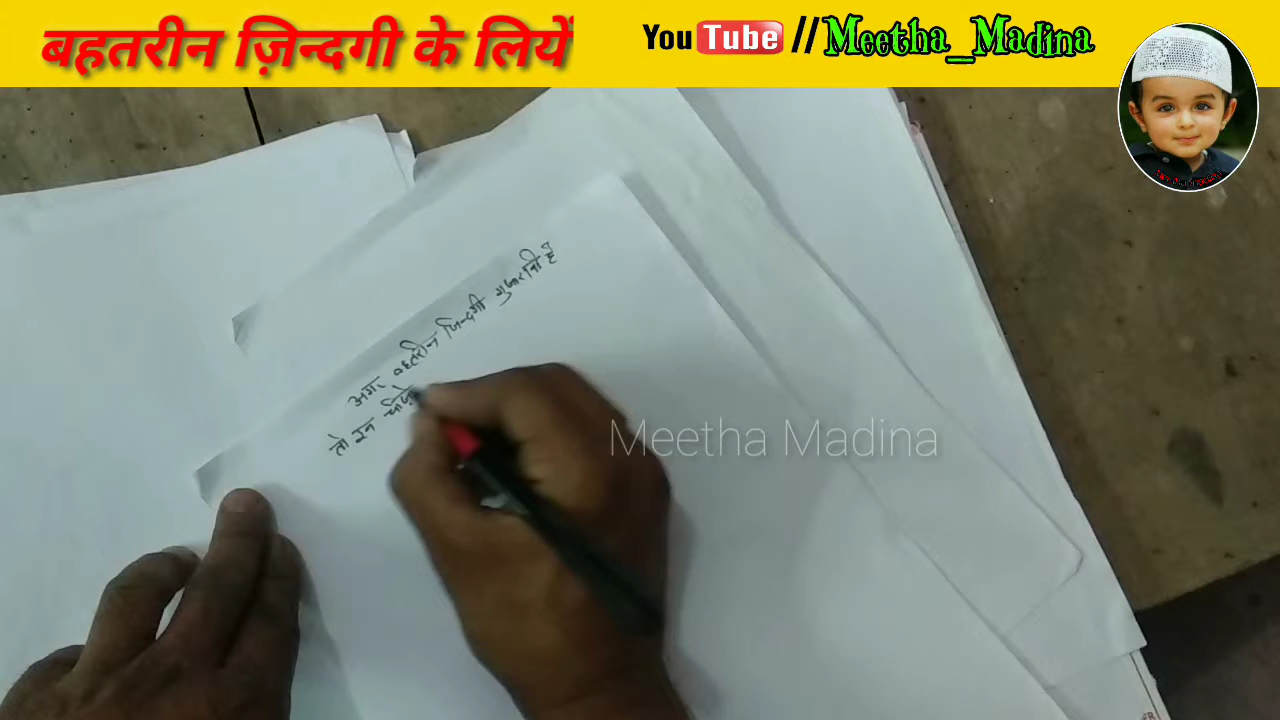 बहतरीन ज़िन्दगी के लियें
YouTube //Meetha_Madina
अगर बहतरीन जिन्दगी गुजारनी है
तो इन चीजो
Meetha Madina